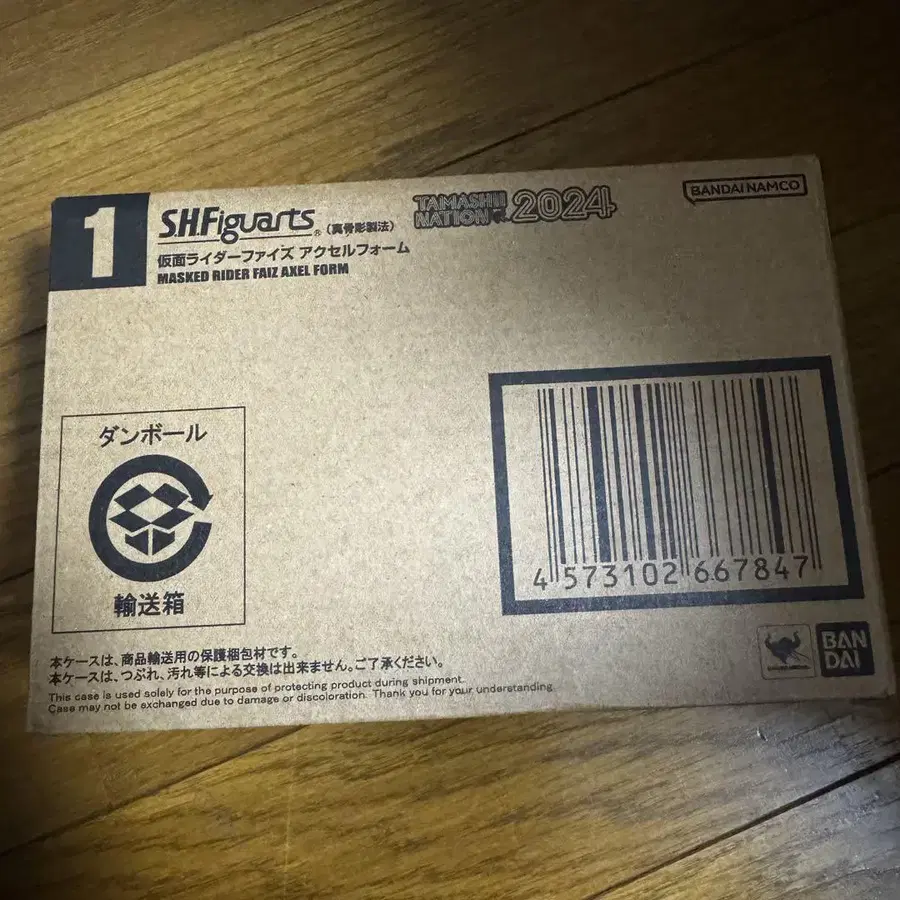 1
S.H.Figuarts® (真骨彫製法)
仮面ライダーファイズ アクセルフォーム
MASKED RIDER FAIZ AXEL FORM
TAMASHII
NATION 2024
BANDAI NAMCO
ダンボール
輸送箱
4 573102 667847
本ケースは、商品輸送用の保護梱包材です。
本ケースは、つぶれ、汚れ等による交換は出来ません。ご了承ください。
This case is used solely for the purpose of protecting product during shipment.
Case may not be exchanged due to damage or discoloration. Thank you for your understanding.
BAN
DAI